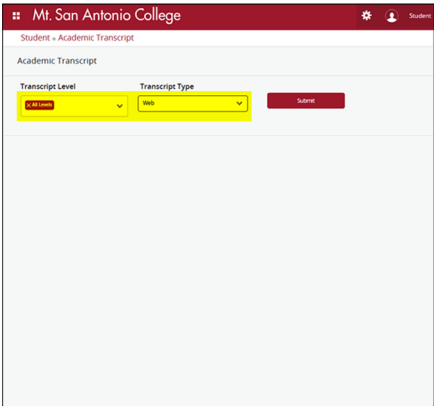 Mt. San Antonio College
Student
Student • Academic Transcript
Academic Transcript
Transcript Level
Transcript Type
× All Levels
Web
Submit